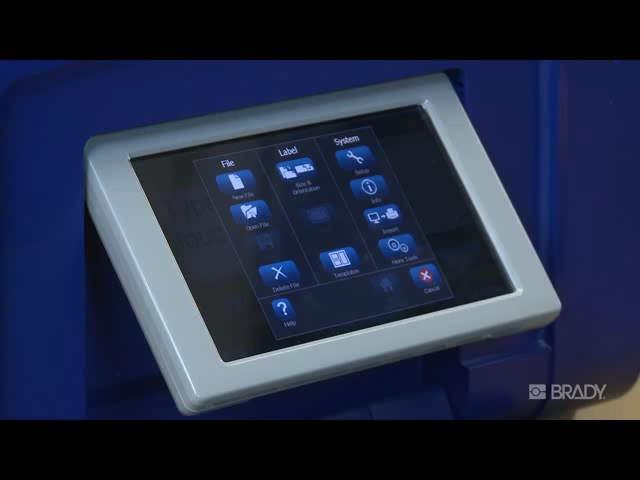 File
Label
System
New File
Size &
Orientation
Setup
Open File
Info
Import
Delete File
Templates
More Tools
Help
Cancel
BRADY